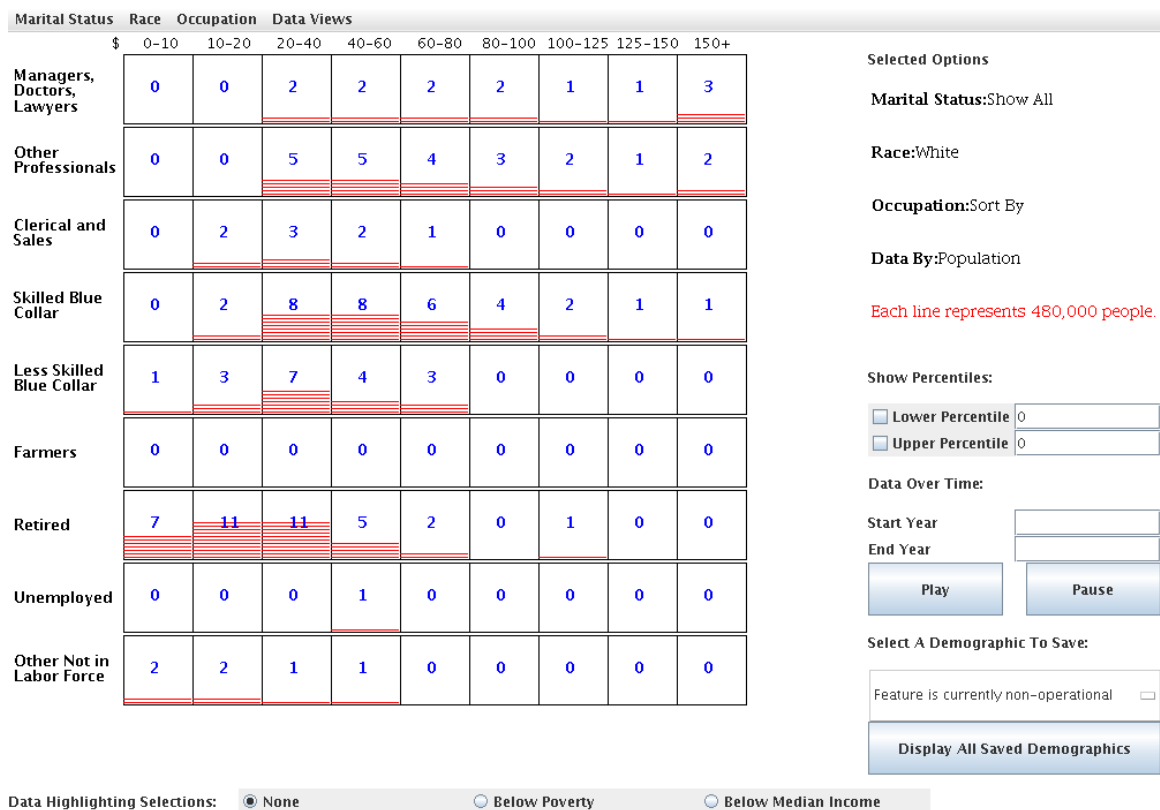 Marital Status Race Occupation Data Views
$ 0-10 10-20 20-40 40-60 60-80 80-100 100-125 125-150 150+
Managers,
Doctors,
Lawyers
0 0 2 2 2 2 1 1 3
Other
Professionals
0 0 5 5 4 3 2 1 2
Clerical and
Sales
0 2 3 2 1 0 0 0 0
Skilled Blue
Collar
0 2 8 8 6 4 2 1 1
Less Skilled
Blue Collar
1 3 7 4 3 0 0 0 0
Farmers
0 0 0 0 0 0 0 0 0
Retired
7 11 11 5 2 0 1 0 0
Unemployed
0 0 0 1 0 0 0 0 0
Other Not in
Labor Force
2 2 1 1 0 0 0 0 0
Selected Options
Marital Status:Show All
Race:White
Occupation:Sort By
Data By:Population
Each line represents 480,000 people.
Show Percentiles:
Lower Percentile 0
Upper Percentile 0
Data Over Time:
Start Year
End Year
Play Pause
Select A Demographic To Save:
Feature is currently non-operational
Display All Saved Demographics
Data Highlighting Selections: None Below Poverty Below Median Income